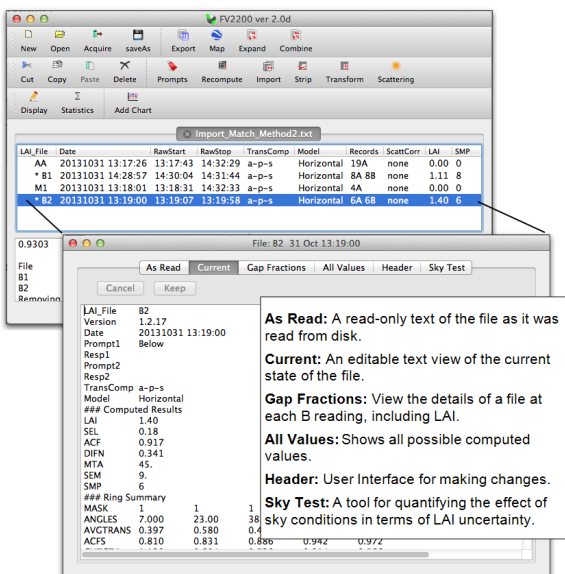 FV2200 ver 2.0d
New Open Acquire saveAs Export Map Expand Combine
Cut Copy Paste Delete Prompts Recompute Import Strip Transform Scattering
Display Statistics Add Chart
Import_Match_Method2.txt
LAI_File Date RawStart RawStop TransComp Model Records ScattCorr LAI SMP
AA 20131031 13:17:26 13:17:43 14:32:29 a-p-s Horizontal 19A none 0.00 0
* B1 20131031 14:28:57 14:30:04 14:31:44 a-p-s Horizontal 8A 8B none 1.11 8
M1 20131031 13:18:01 13:18:31 14:32:33 a-p-s Horizontal 4A none 0.00 0
* B2 20131031 13:19:00 13:19:07 13:19:58 a-p-s Horizontal 6A 6B none 1.40 6
0.9303
File
B1
B2
Removing
File: B2 31 Oct 13:19:00
As Read Current Gap Fractions All Values Header Sky Test
Cancel Keep
LAI_File B2
Version 1.2.17
Date 20131031 13:19:00
Prompt1 Below
Resp1
Prompt2
Resp2
TransComp a-p-s
Model Horizontal
### Computed Results
LAI 1.40
SEL 0.18
ACF 0.917
DIFN 0.341
MTA 45.
SEM 9.
SMP 6
### Ring Summary
MASK 1 1 1
ANGLES 7.000 23.00 38
AVGTRANS 0.397 0.580 0.4
ACFS 0.810 0.831 0.886 0.942 0.972
As Read: A read-only text of the file as it was
read from disk.
Current: An editable text view of the current
state of the file.
Gap Fractions: View the details of a file at
each B reading, including LAI.
All Values: Shows all possible computed
values.
Header: User Interface for making changes.
Sky Test: A tool for quantifying the effect of
sky conditions in terms of LAI uncertainty.